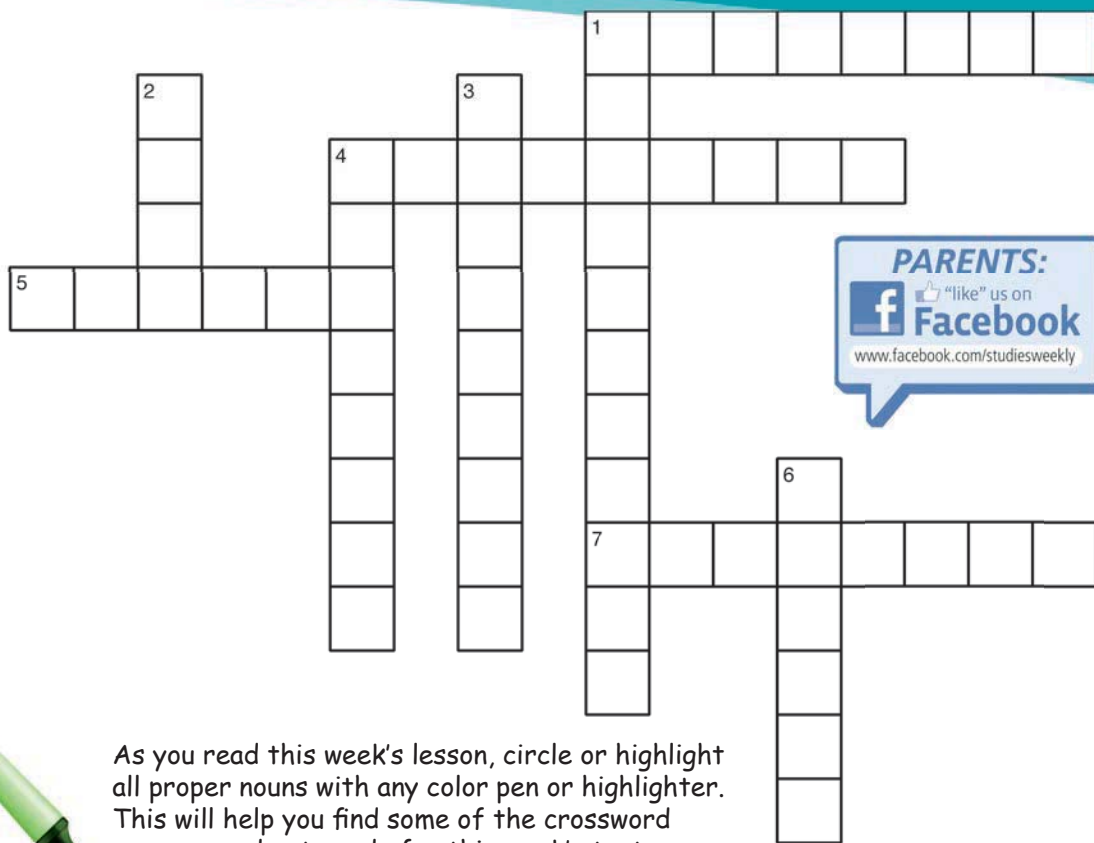 1
2
3
4
5
PARENTS:
"like" us on
f Facebook
www.facebook.com/studiesweekly
6
7
As you read this week's lesson, circle or highlight
all proper nouns with any color pen or highlighter.
This will help you find some of the crossword